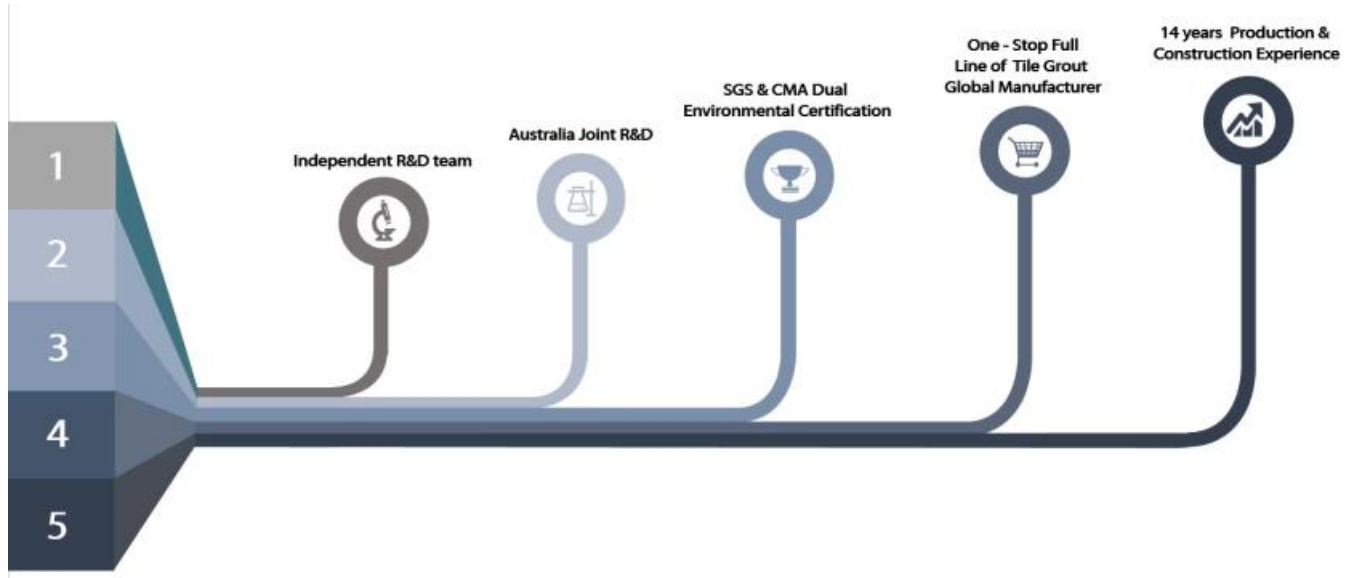 1
2
3
4
5
Independent R&D team
Australia Joint R&D
SGS & CMA Dual
Environmental Certification
One - Stop Full
Line of Tile Grout
Global Manufacturer
14 years Production &
Construction Experience